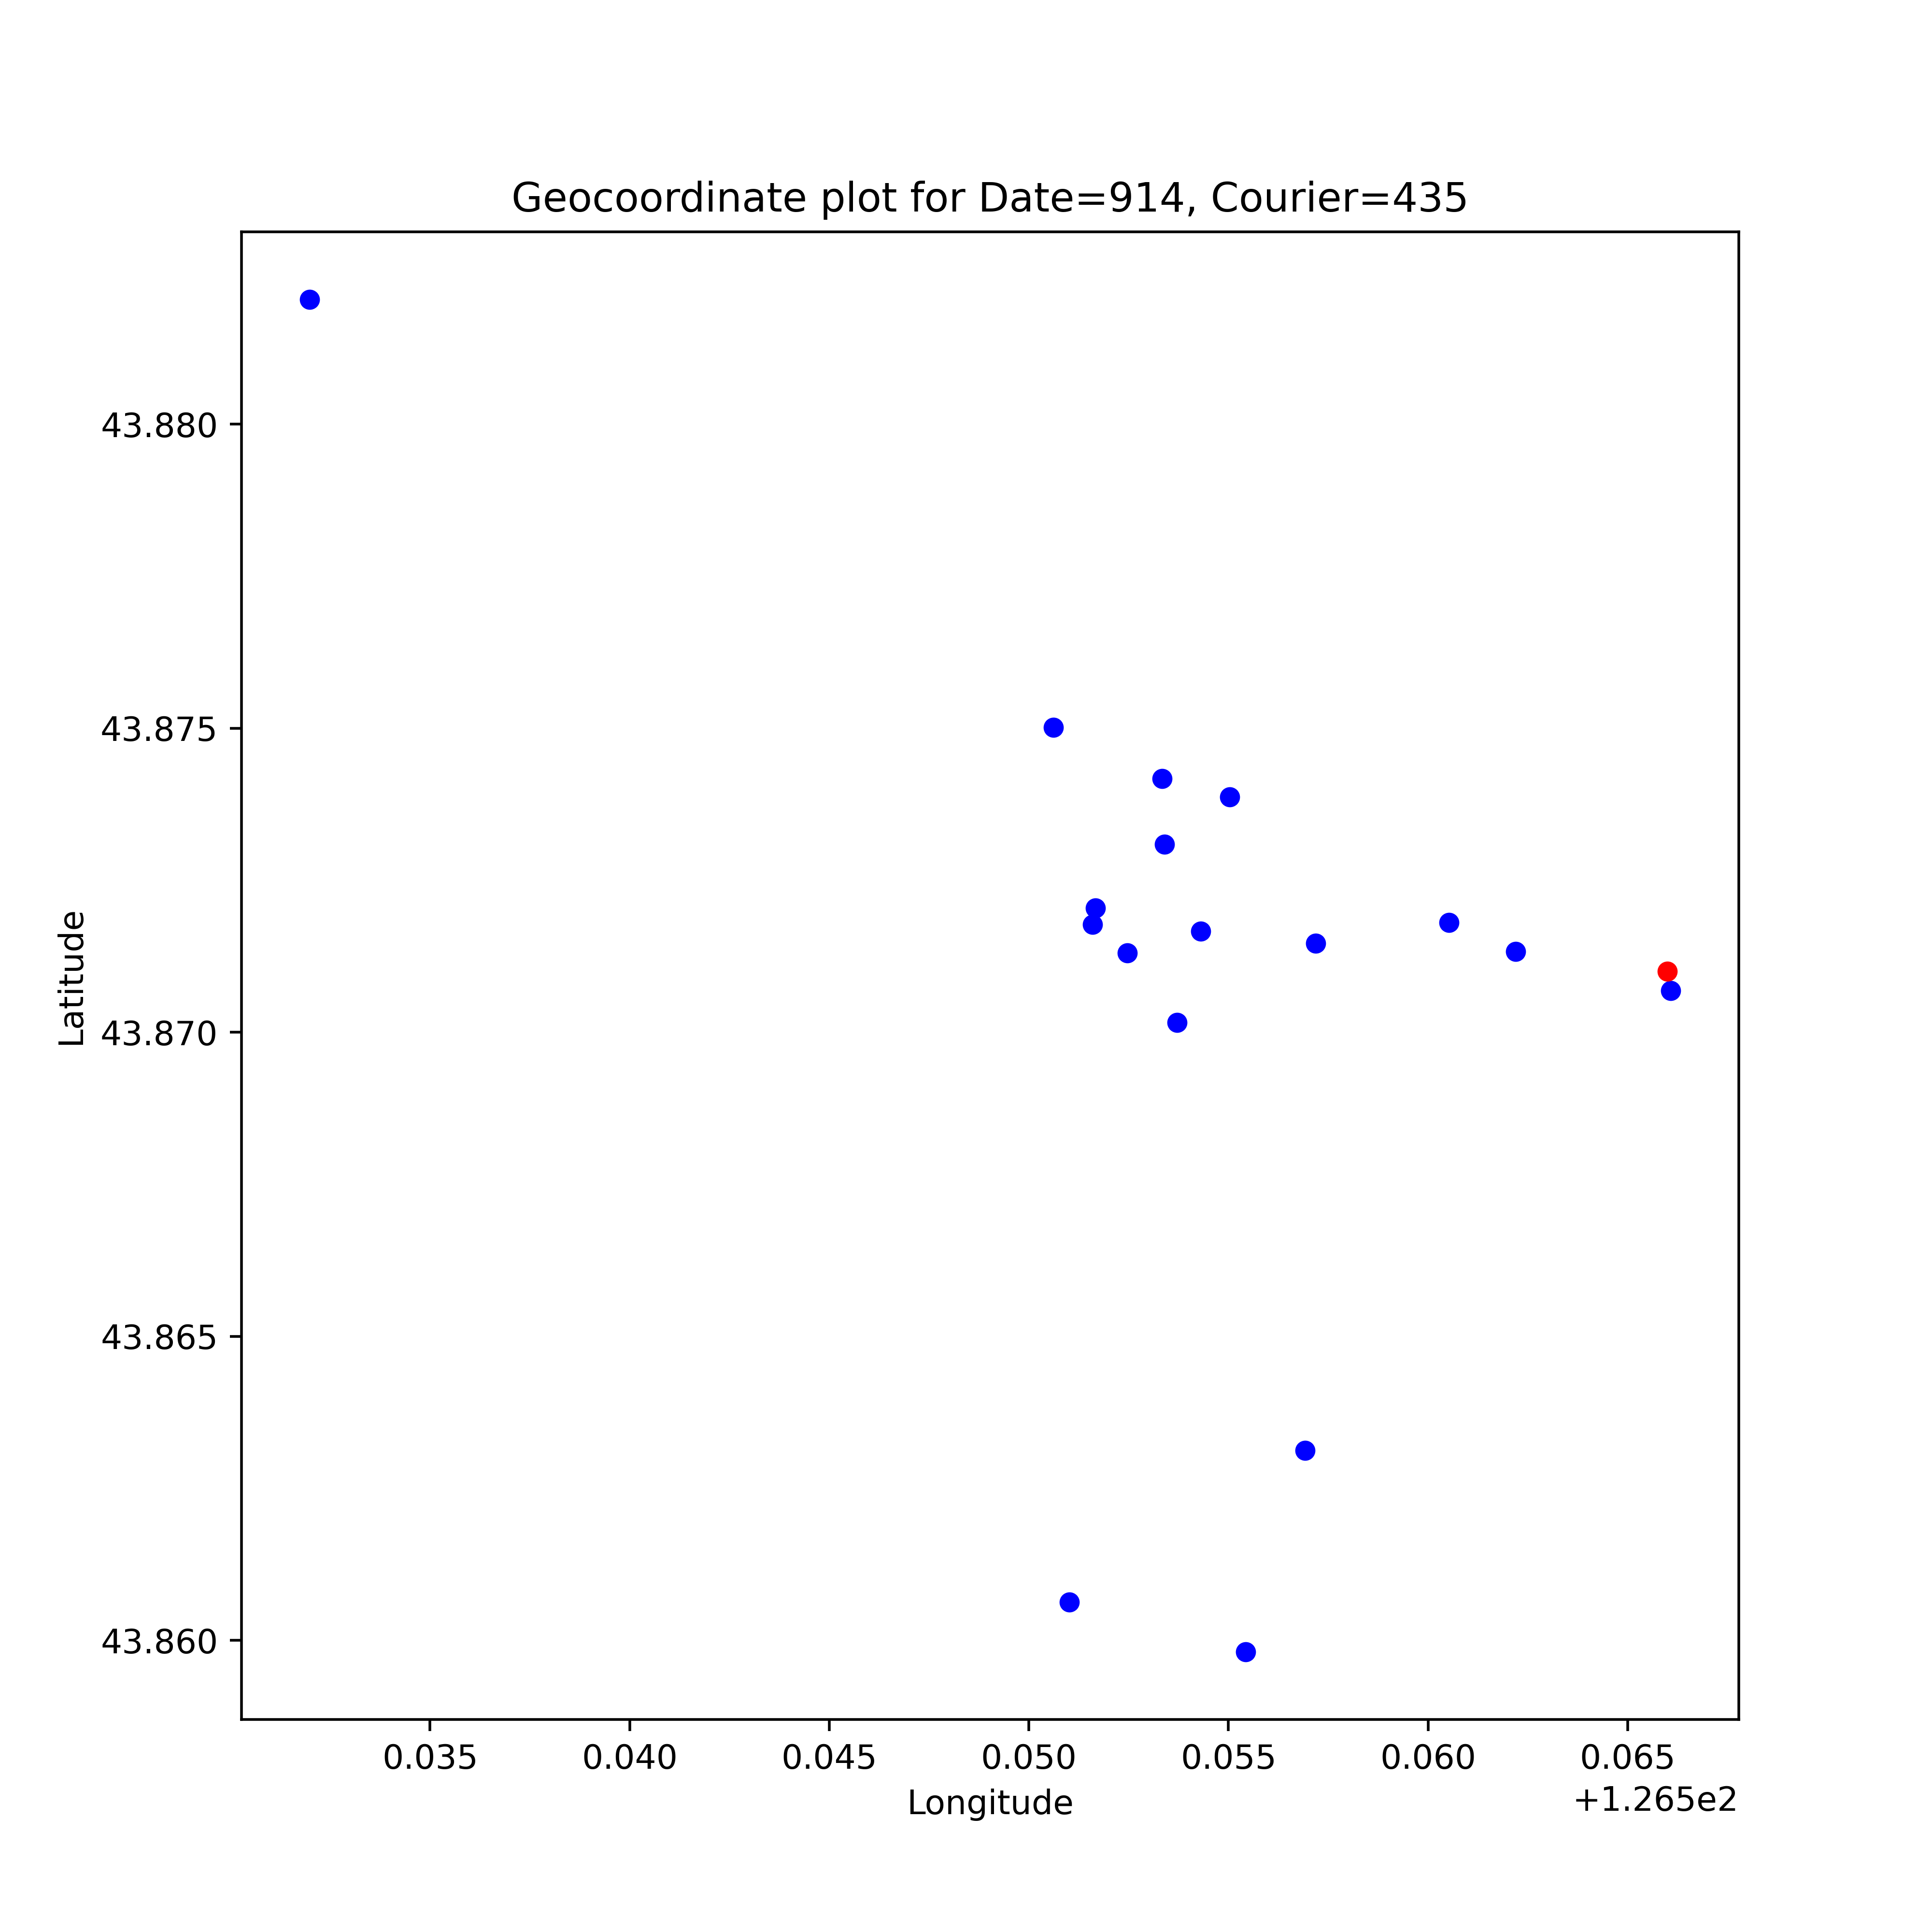 Geocoordinate plot for Date=914, Courier=435
Latitude
43.880
43.875
43.870
43.865
43.860
0.035 0.040 0.045 0.050 0.055 0.060 0.065
+1.265e2
Longitude